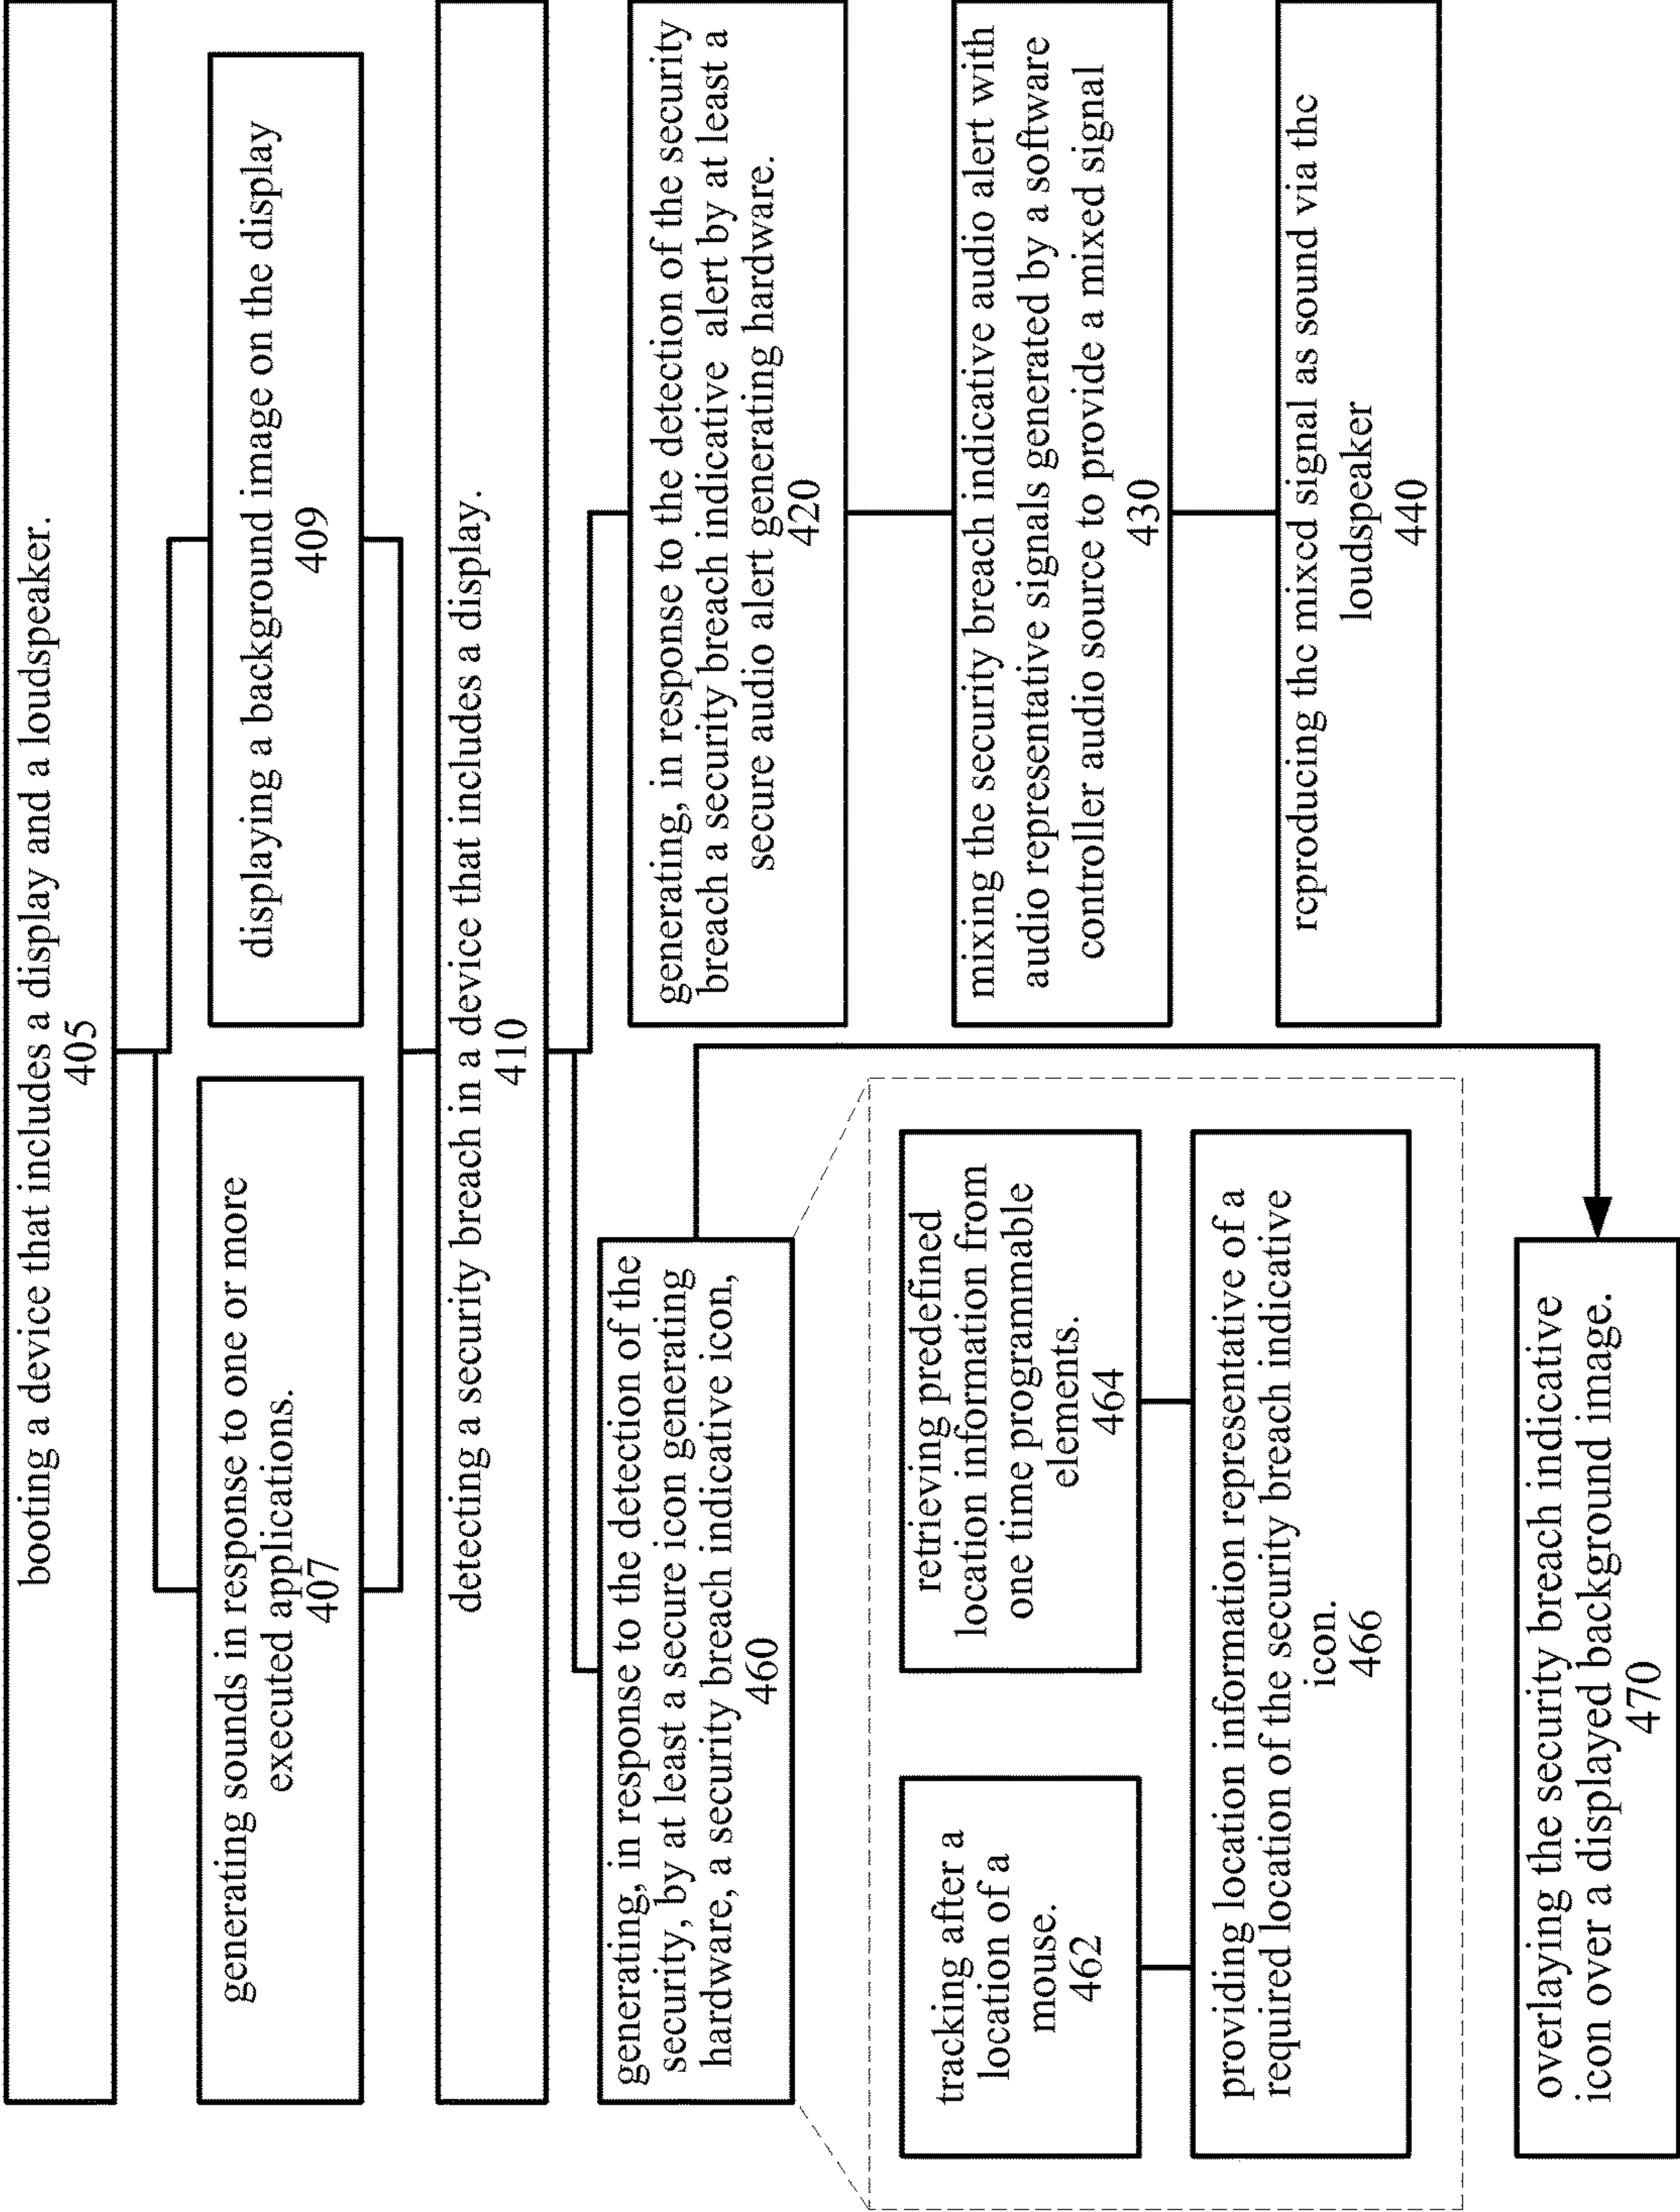 booting a device that includes a display and a loudspeaker.
405
generating sounds in response to one or more
executed applications.
407
displaying a background image on the display
409
detecting a security breach in a device that includes a display.
410
generating, in response to the detection of the
security, by at least a secure icon generating
hardware, a security breach indicative icon,
460
tracking after a
location of a
mouse.
462
retrieving predefined
location information from
one time programmable
elements.
464
providing location information representative of a
required location of the security breach indicative
icon.
466
overlaying the security breach indicative
icon over a displayed background image.
470
generating, in response to the detection of the security
breach a security breach indicative alert by at least a
secure audio alert generating hardware.
420
mixing the security breach indicative audio alert with
audio representative signals generated by a software
controller audio source to provide a mixed signal
430
reproducing the mixed signal as sound via the
loudspeaker
440